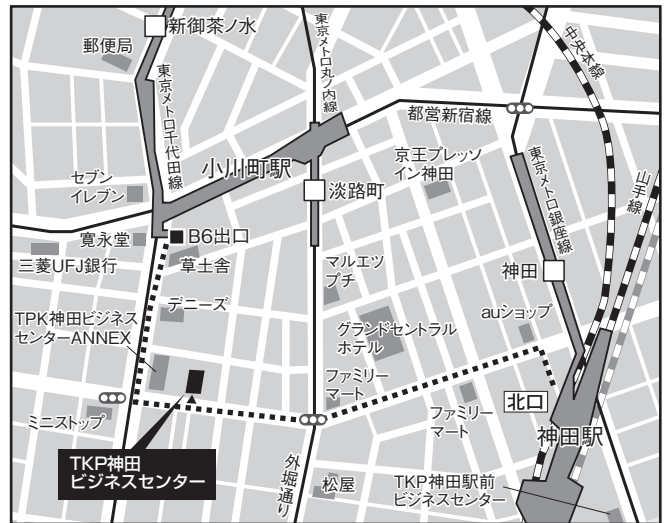 新御茶ノ水
郵便局
東京メトロ千代田線
東京メトロ丸ノ内線
中央本線
都営新宿線
小川町駅
京王プレッソ
イン神田
東京メトロ銀座線
山手線
セブン
イレブン
淡路町
寛永堂
B6出口
三菱UFJ銀行
草土舎
マルエツ
プチ
神田
デニーズ
auショップ
TPK神田ビジネス
センターANNEX
グランドセントラル
ホテル
ファミリー
マート
北口
ミニストップ
ファミリー
マート
神田駅
TKP神田
ビジネスセンター
外堀通り
松屋
TKP神田駅前
ビジネスセンター